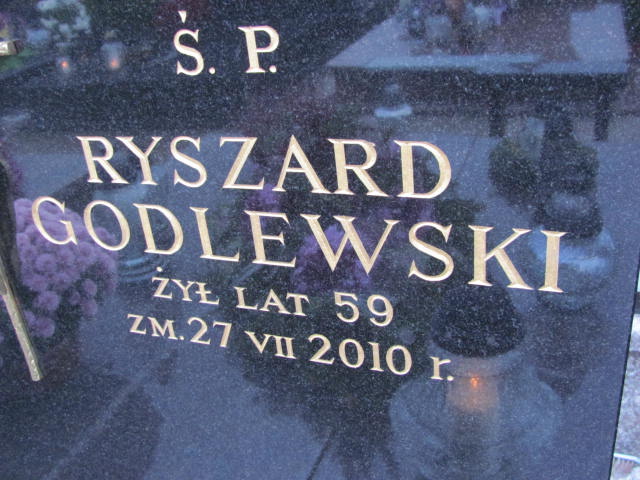 Ś. P.
RYSZARD
GODLEWSKI
ŻYŁ LAT 59
ZM. 27 VII 2010 r.